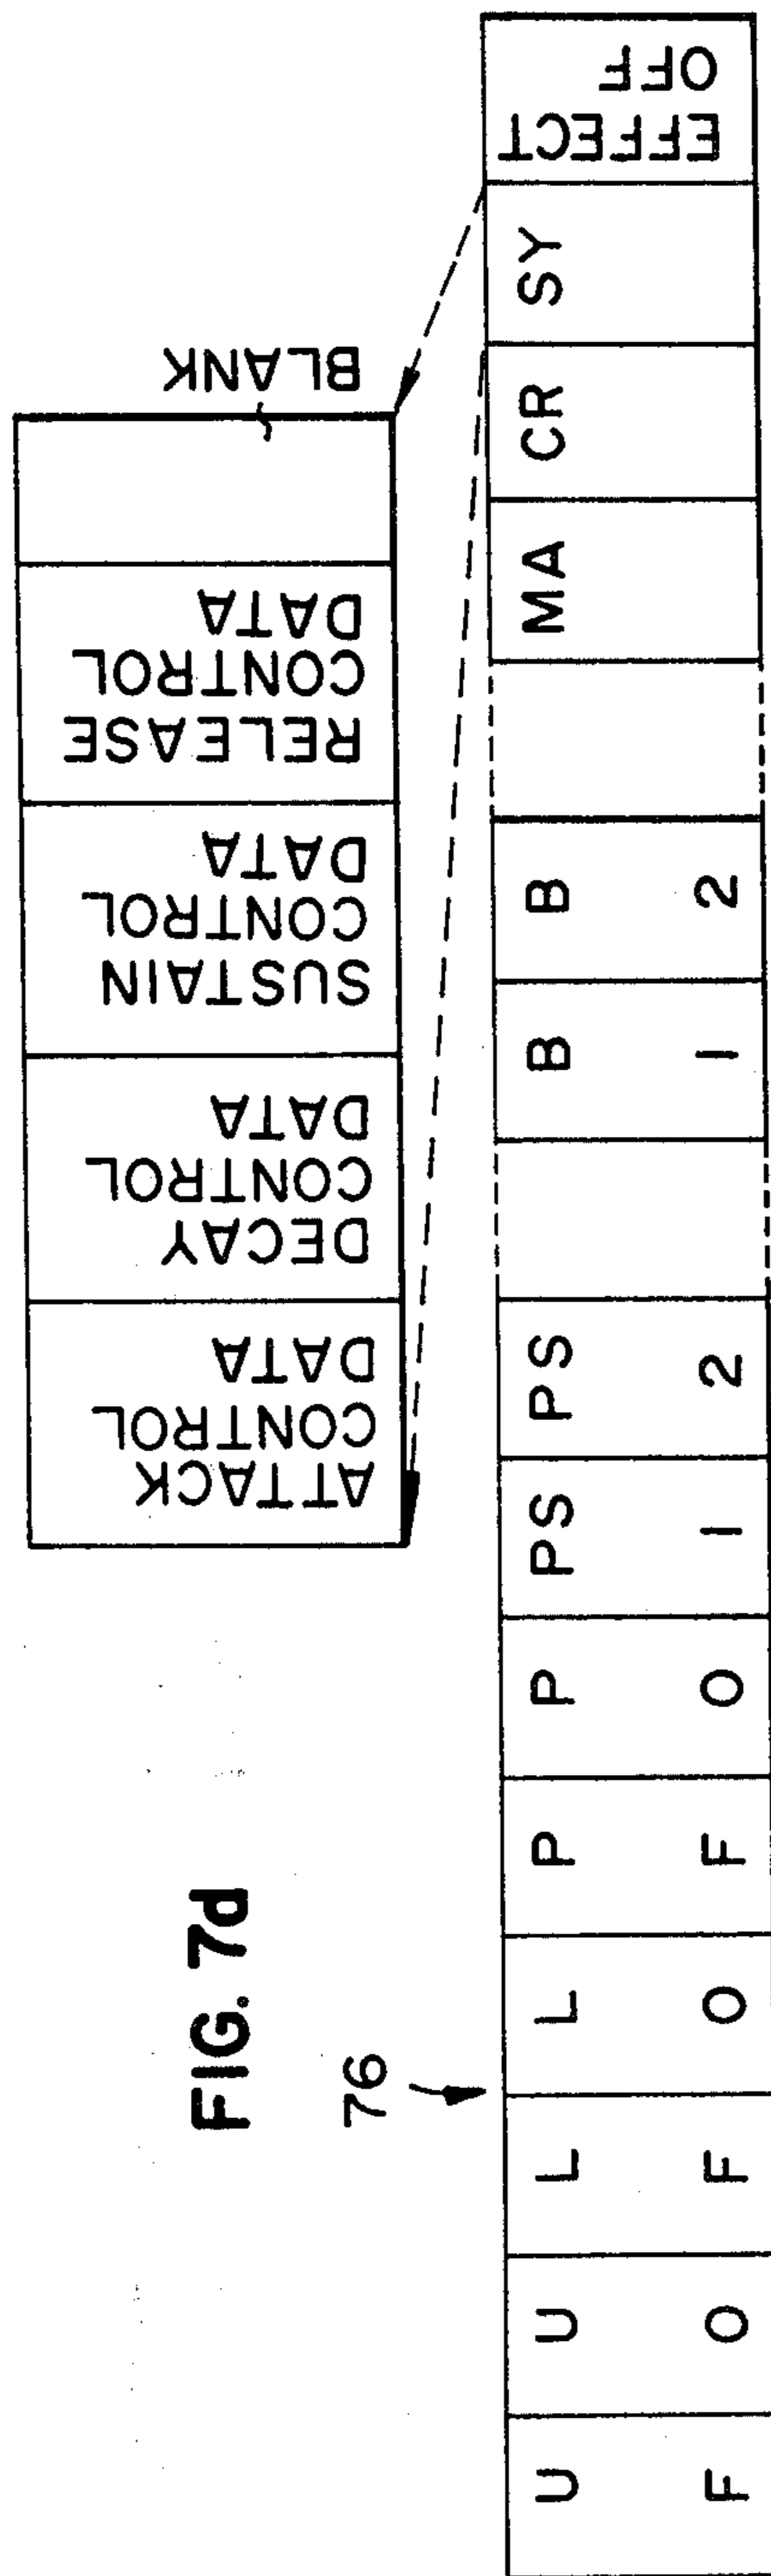 FIG. 7d
76
ATTACK
CONTROL
DATA
DECAY
CONTROL
DATA
SUSTAIN
CONTROL
DATA
RELEASE
CONTROL
DATA
BLANK
U
F
U
O
L
F
L
O
P
F
P
O
PS
1
PS
2
B
1
B
2
MA
CR
SY
EFFECT
OFF